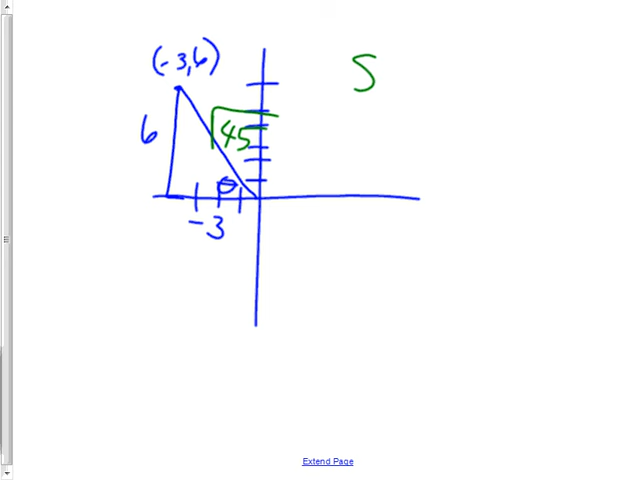 (-3,6)
S
6
√45
θ
-3
Extend Page